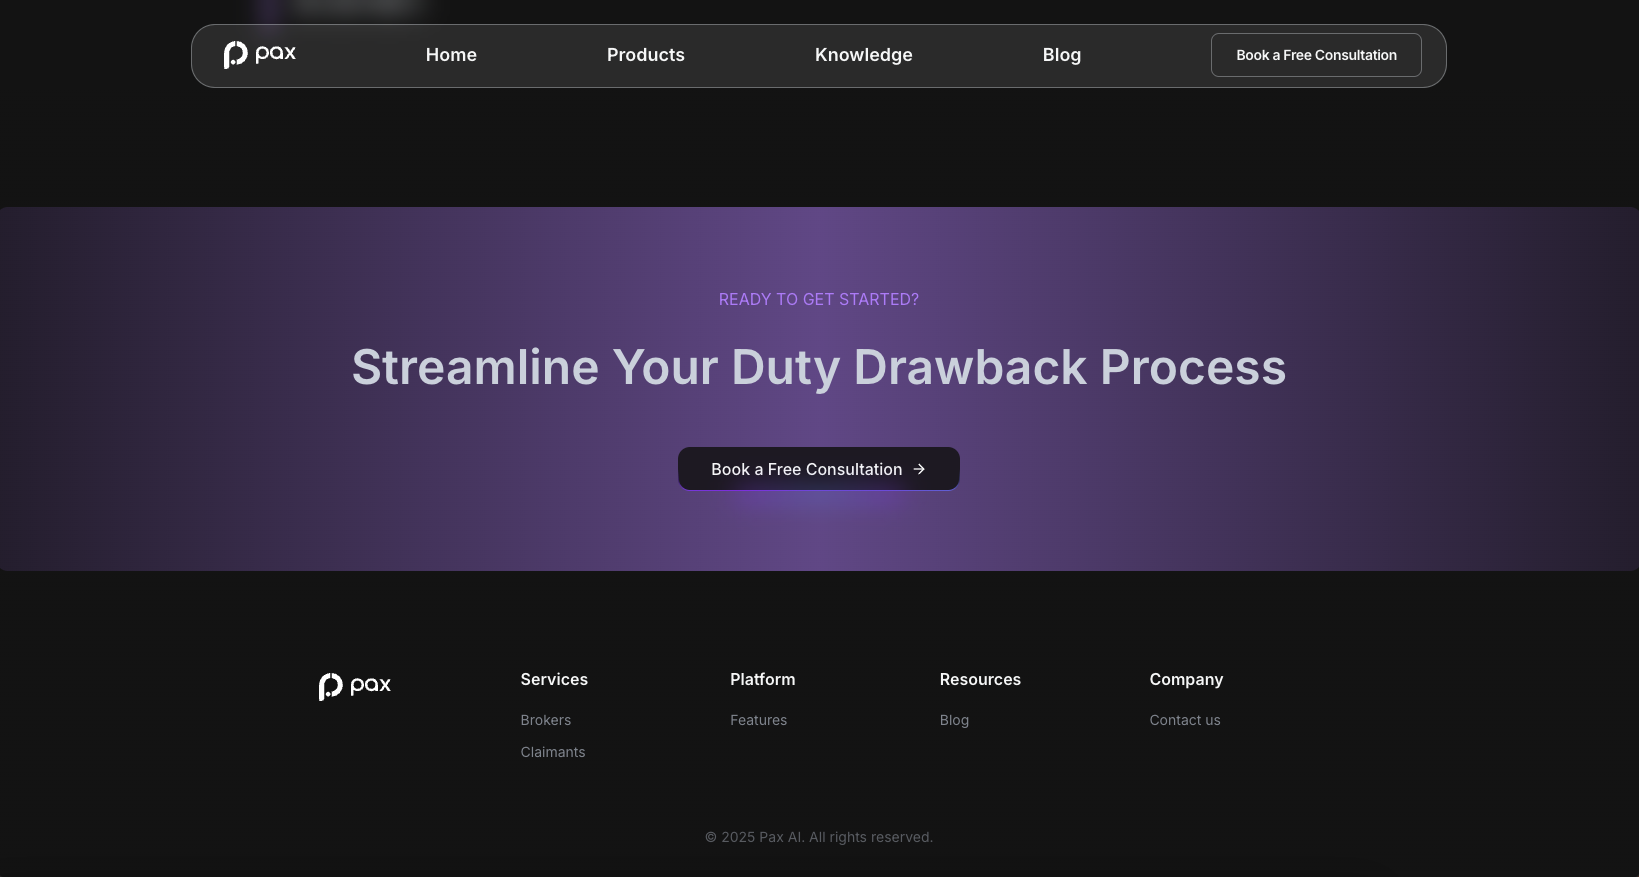 pax
Home
Products
Knowledge
Blog
Book a Free Consultation
READY TO GET STARTED?
Streamline Your Duty Drawback Process
Book a Free Consultation →
pax
Services
Brokers
Claimants
Platform
Features
Resources
Blog
Company
Contact us
© 2025 Pax AI. All rights reserved.